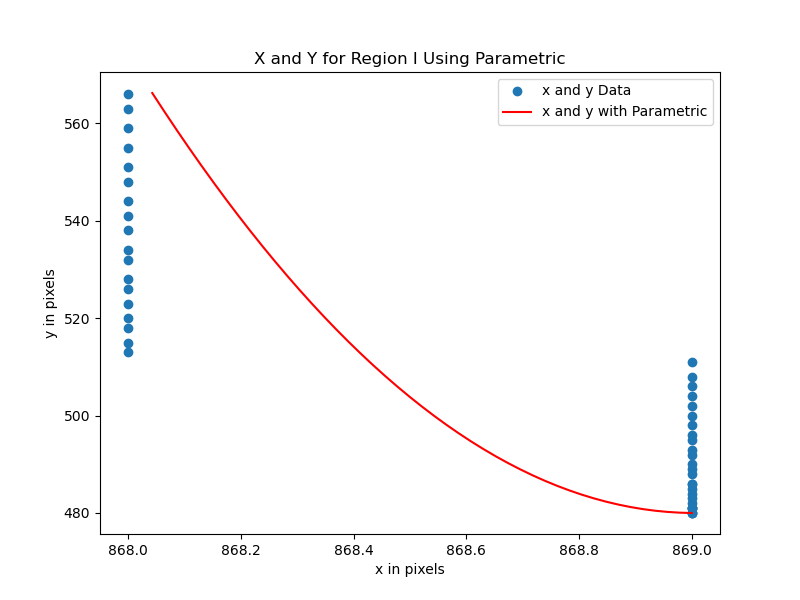 X and Y for Region I Using Parametric
x and y Data
x and y with Parametric
y in pixels
560
540
520
500
480
868.0 868.2 868.4 868.6 868.8 869.0
x in pixels